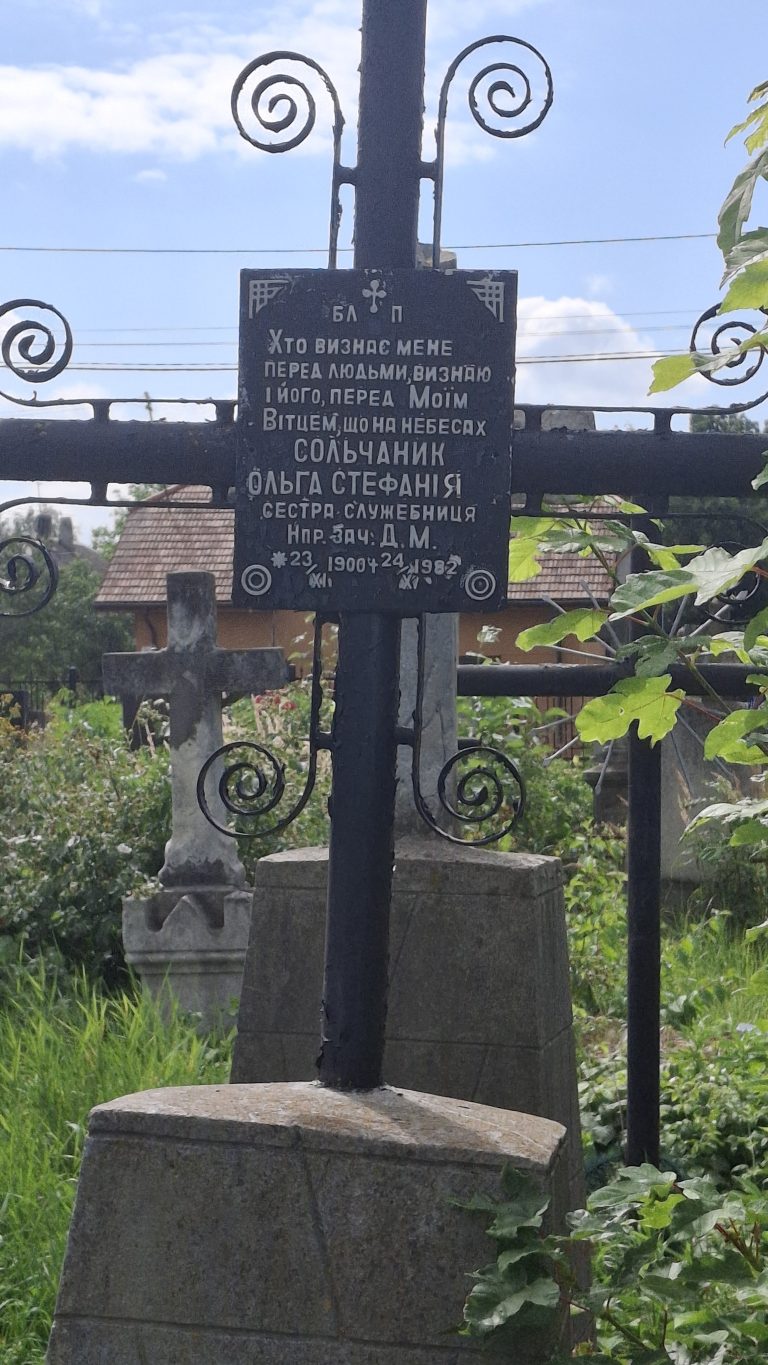 БЛ П
Хто визнає мене
перед людьми, визнаю
і його, перед Моїм
Вітцем, що на небесах
СОЛЬЧАНИК
ОЛЬГА СТЕФАНІЯ
сестра служебниця
Нпр. Зач. Д. М.
*23/XI 1900 + 24/XI 1982